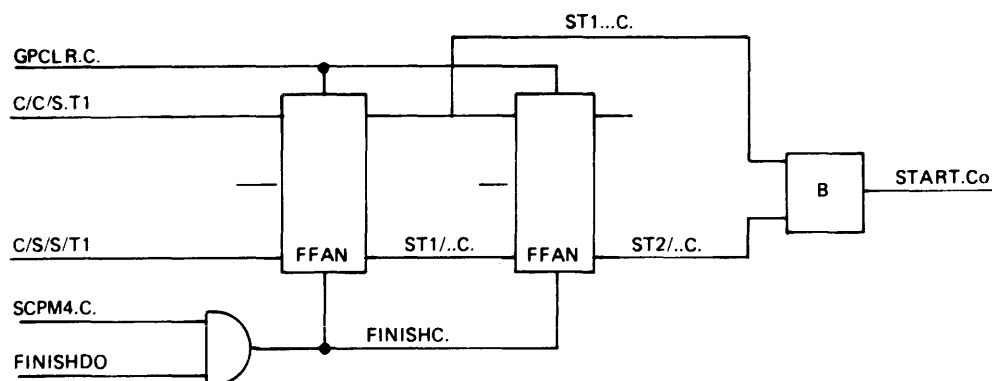 ST1...C.
GPCLR.C.
C/C/S.T1
B
START.Co
C/S/S/T1
FFAN
ST1/..C.
FFAN
ST2/..C.
SCPM4.C.
FINISHC.
FINISHDO